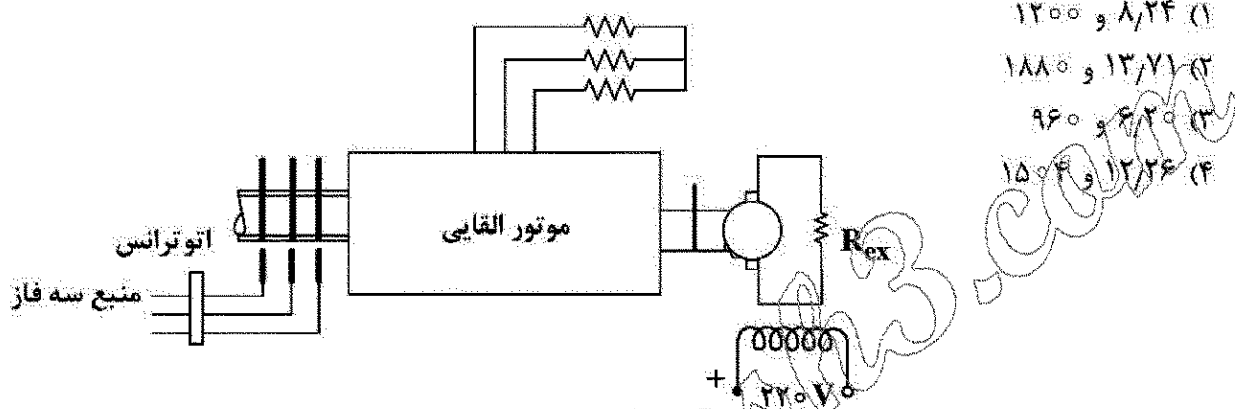 ۱) ۸٫۲۴ و ۱۲۰۰
۲) ۱۳٫۷۱ و ۱۸۸۰
۳) ۶٫۲۰ و ۹۶۰
۴) ۱۲٫۲۶ و ۱۵۰۴
موتور القایی
اتوترانس
منبع سه فاز
R_ex
+ ۲۲۰ V